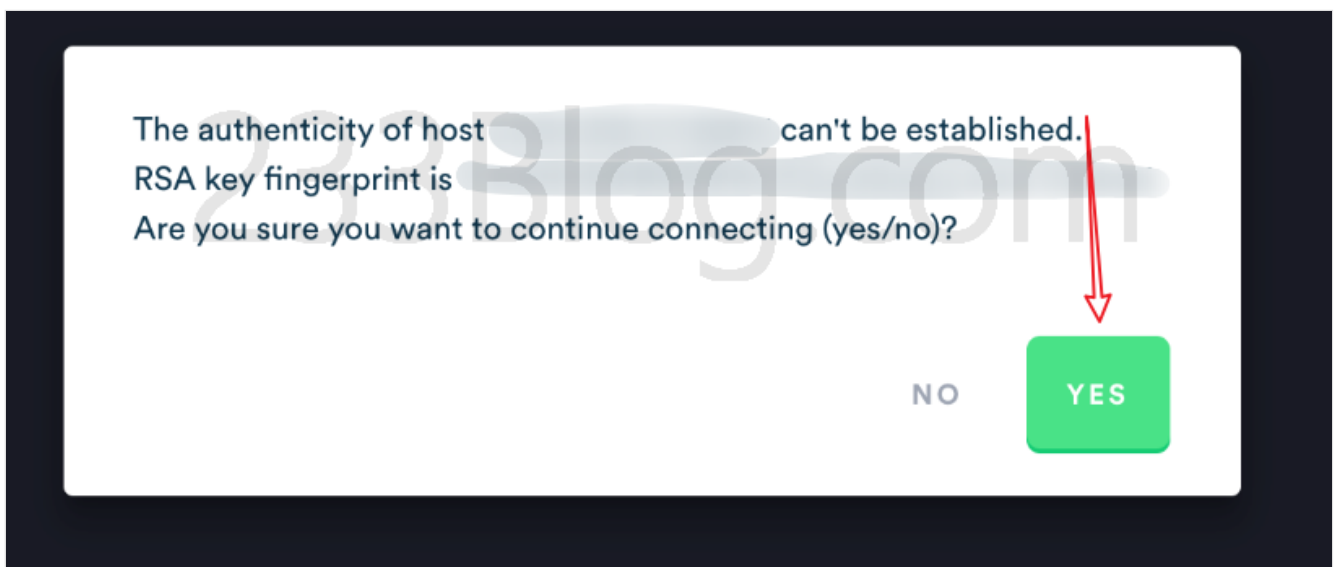 The authenticity of host can't be established.
RSA key fingerprint is
Are you sure you want to continue connecting (yes/no)?
233Blog.com
NO
YES